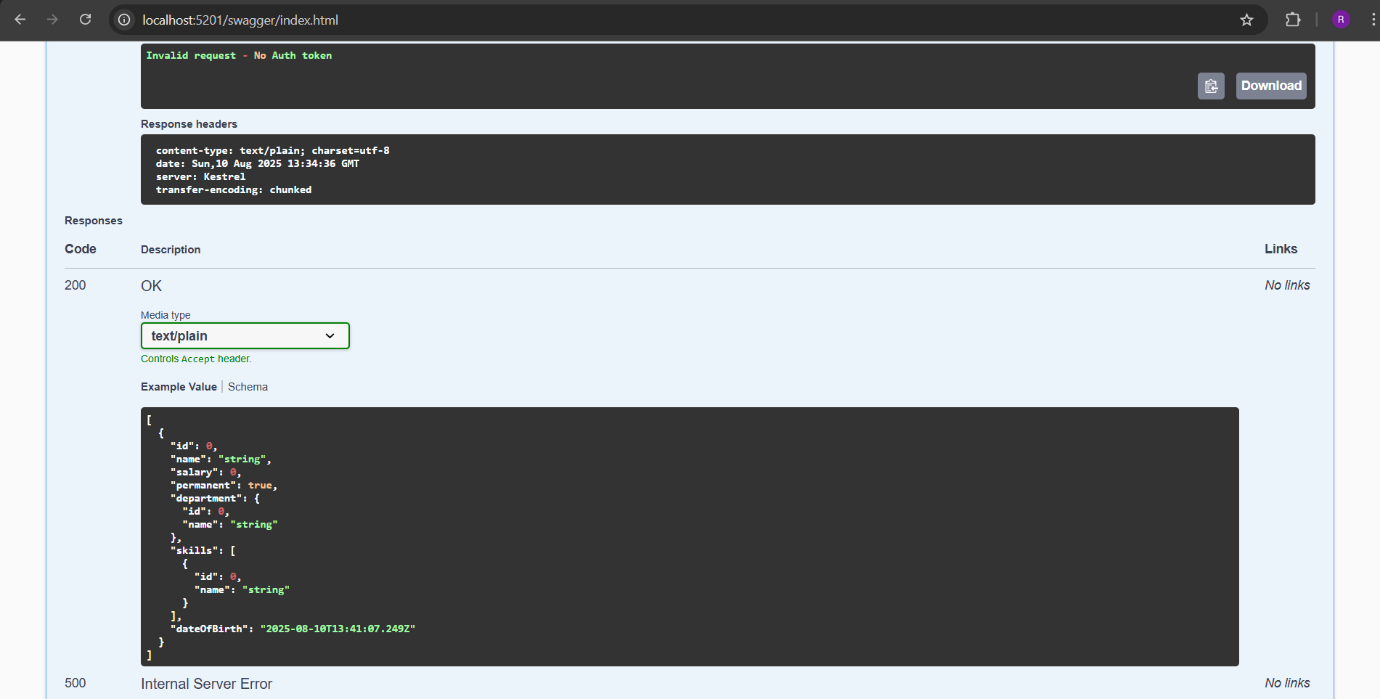 localhost:5201/swagger/index.html
R
Invalid request - No Auth token
Download
Response headers
content-type: text/plain; charset=utf-8
date: Sun,10 Aug 2025 13:34:36 GMT
server: Kestrel
transfer-encoding: chunked
Responses
Code Description Links
200 OK No links
Media type
text/plain
Controls Accept header.
Example Value | Schema
[
  {
    "id": 0,
    "name": "string",
    "salary": 0,
    "permanent": true,
    "department": {
      "id": 0,
      "name": "string"
    },
    "skills": [
      {
        "id": 0,
        "name": "string"
      }
    ],
    "dateOfBirth": "2025-08-10T13:41:07.249Z"
  }
]
500 Internal Server Error No links